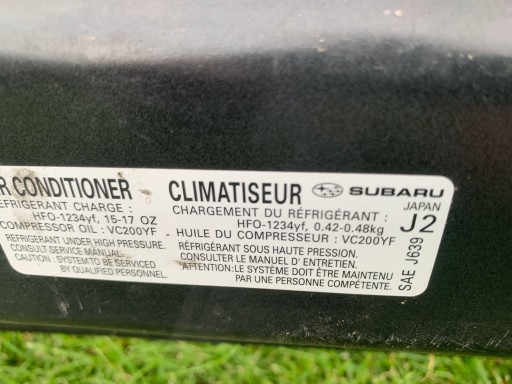 R CONDITIONER
REFRIGERANT CHARGE :
HFO-1234yf, 15-17 OZ
COMPRESSOR OIL : VC200YF
UNDER HIGH PRESSURE.
CONSULT SERVICE MANUAL.
CAUTION :SYSTEM TO BE SERVICED
BY QUALIFIED PERSONNEL.
CLIMATISEUR
CHARGEMENT DU RÉFRIGÉRANT:
HFO-1234yf, 0.42-0.48kg
HUILE DU COMPRESSEUR : VC200YF
RÉFRIGÉRANT SOUS HAUTE PRESSION.
CONSULTER LE MANUEL D' ENTRETIEN.
ATTENTION:LE SYSTÈME DOIT ÊTRE MAINTENU
PAR UNE PERSONNE COMPÉTENTE.
SUBARU
JAPAN
J2
SAE J639